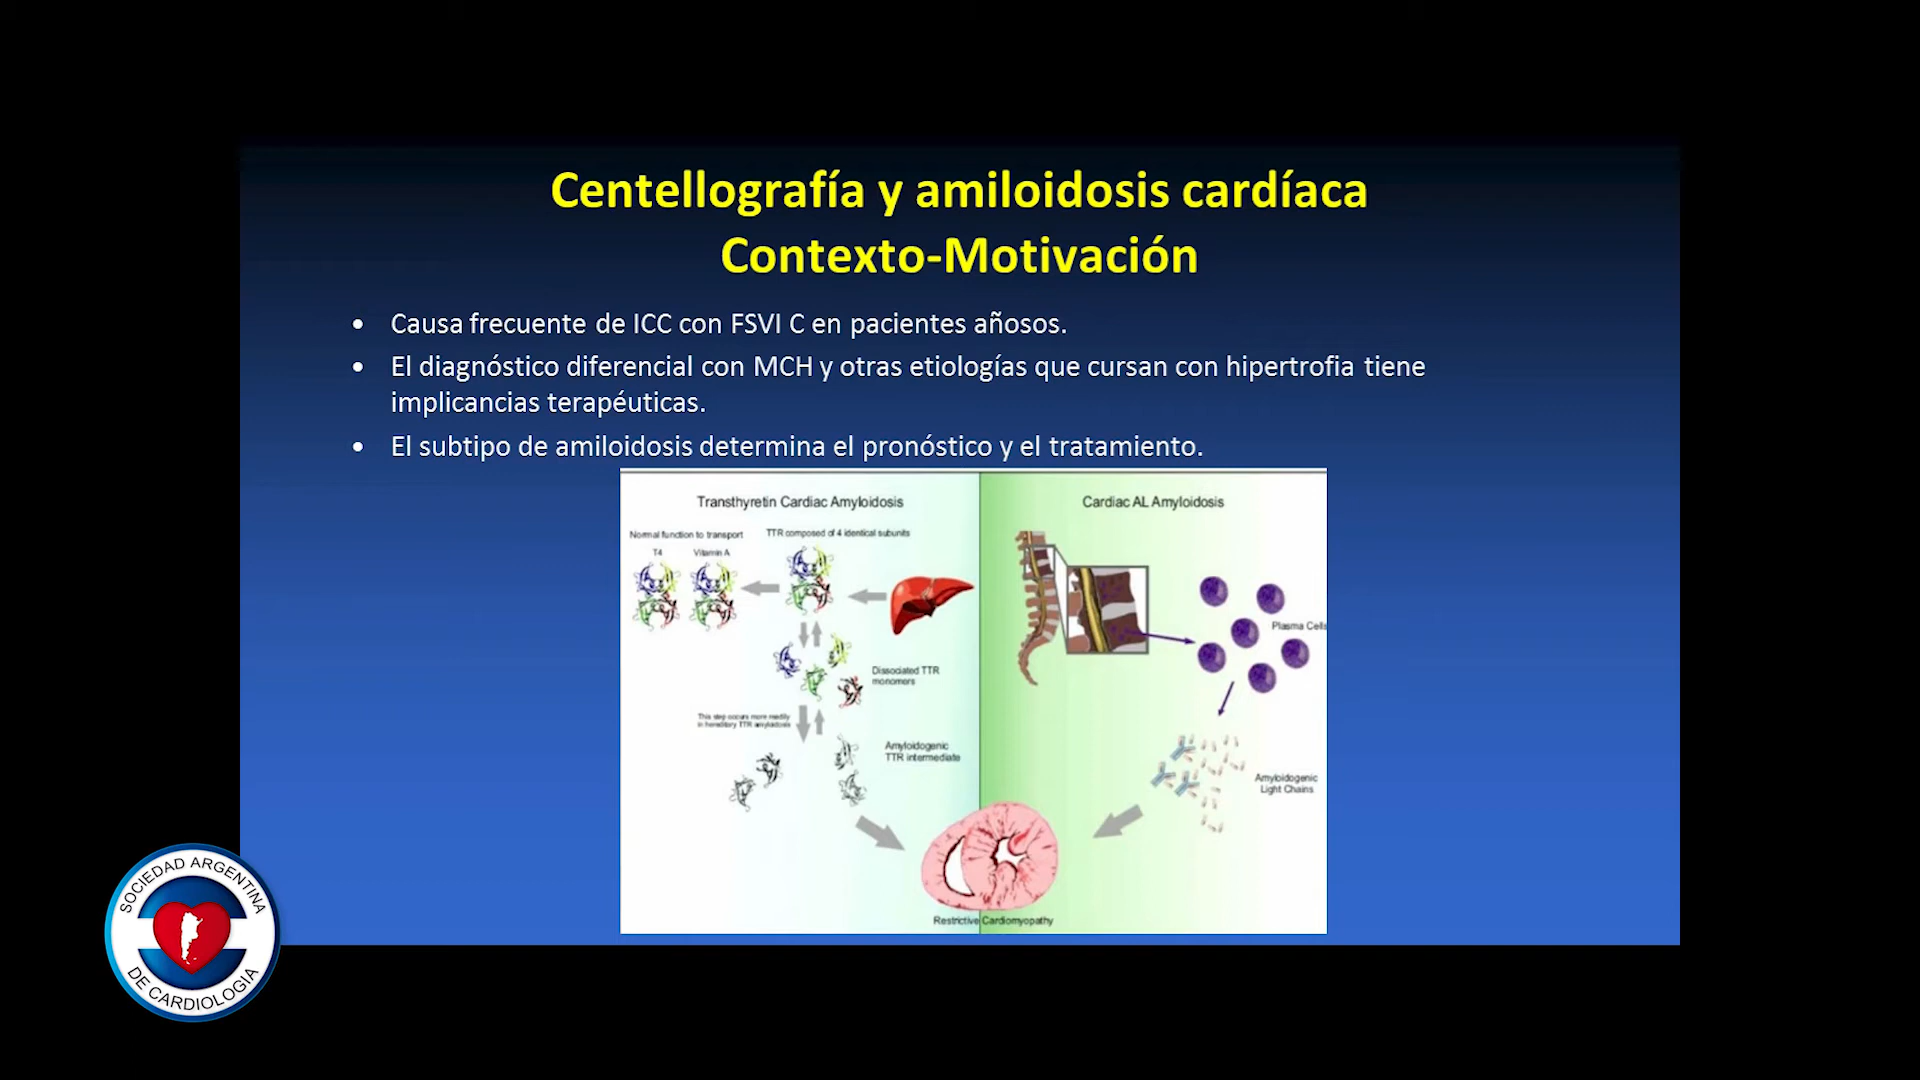 Centellografía y amiloidosis cardíaca
Contexto-Motivación
• Causa frecuente de ICC con FSVI C en pacientes añosos.
• El diagnóstico diferencial con MCH y otras etiologías que cursan con hipertrofia tiene
implicancias terapéuticas.
• El subtipo de amiloidosis determina el pronóstico y el tratamiento.
Transthyretin Cardiac Amyloidosis
Normal function to transport
T4
Vitamin A
TTR composed of 4 identical subunits
Dissociated TTR
monomers
This step occurs more readily
in hereditary TTR amyloidosis
Amyloidogenic
TTR intermediate
Cardiac AL Amyloidosis
Plasma Cells
Amyloidogenic
Light Chains
Restrictive Cardiomyopathy
SOCIEDAD ARGENTINA
DE CARDIOLOGIA